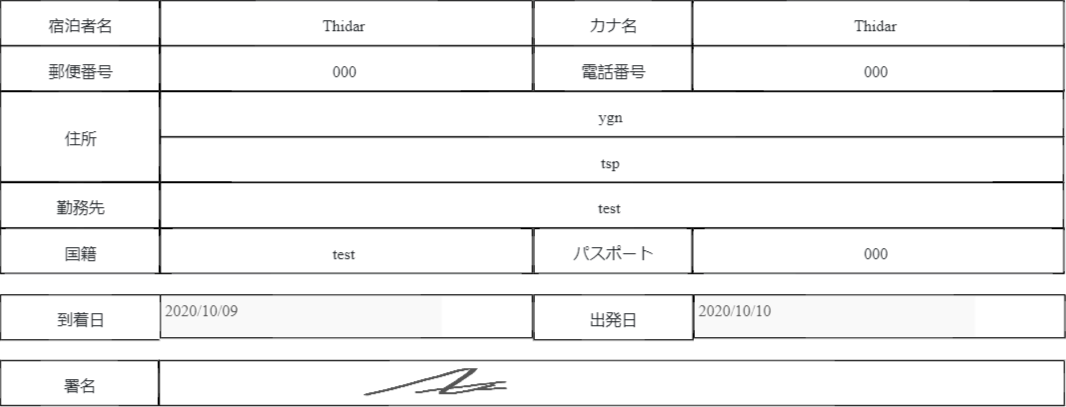 宿泊者名 Thidar カナ名 Thidar
郵便番号 000 電話番号 000
住所 ygn
tsp
勤務先 test
国籍 test パスポート 000
到着日 2020/10/09 出発日 2020/10/10
署名